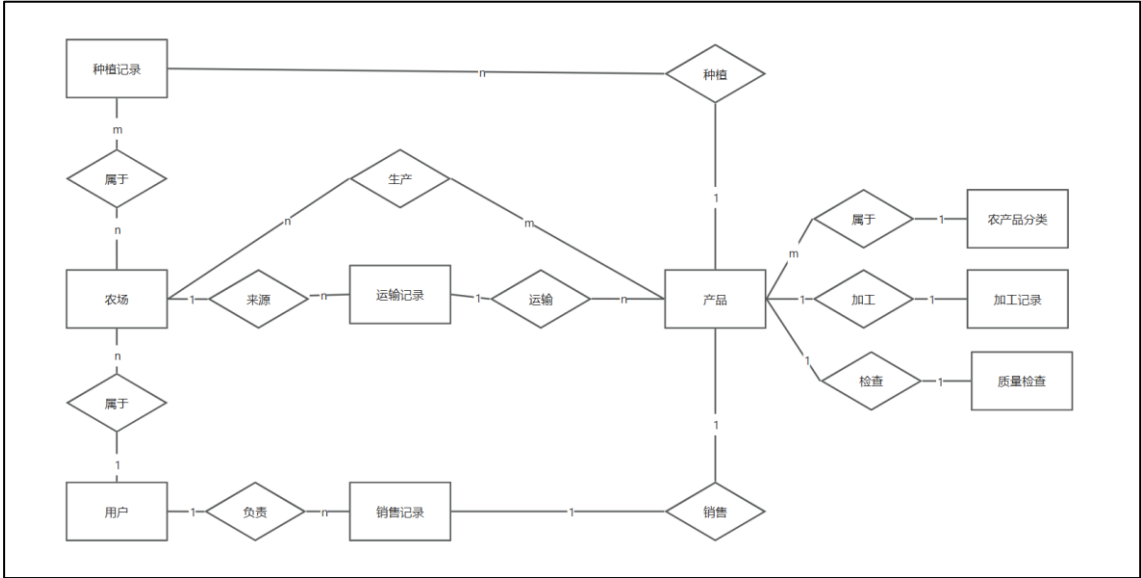 种植记录
n
种植
m
属于
生产
1
n
n
m
属于
1
农产品分类
m
农场
1
来源
n
运输记录
1
运输
n
产品
1
加工
1
加工记录
n
1
检查
1
质量检查
属于
1
1
用户
1
负责
n
销售记录
1
销售